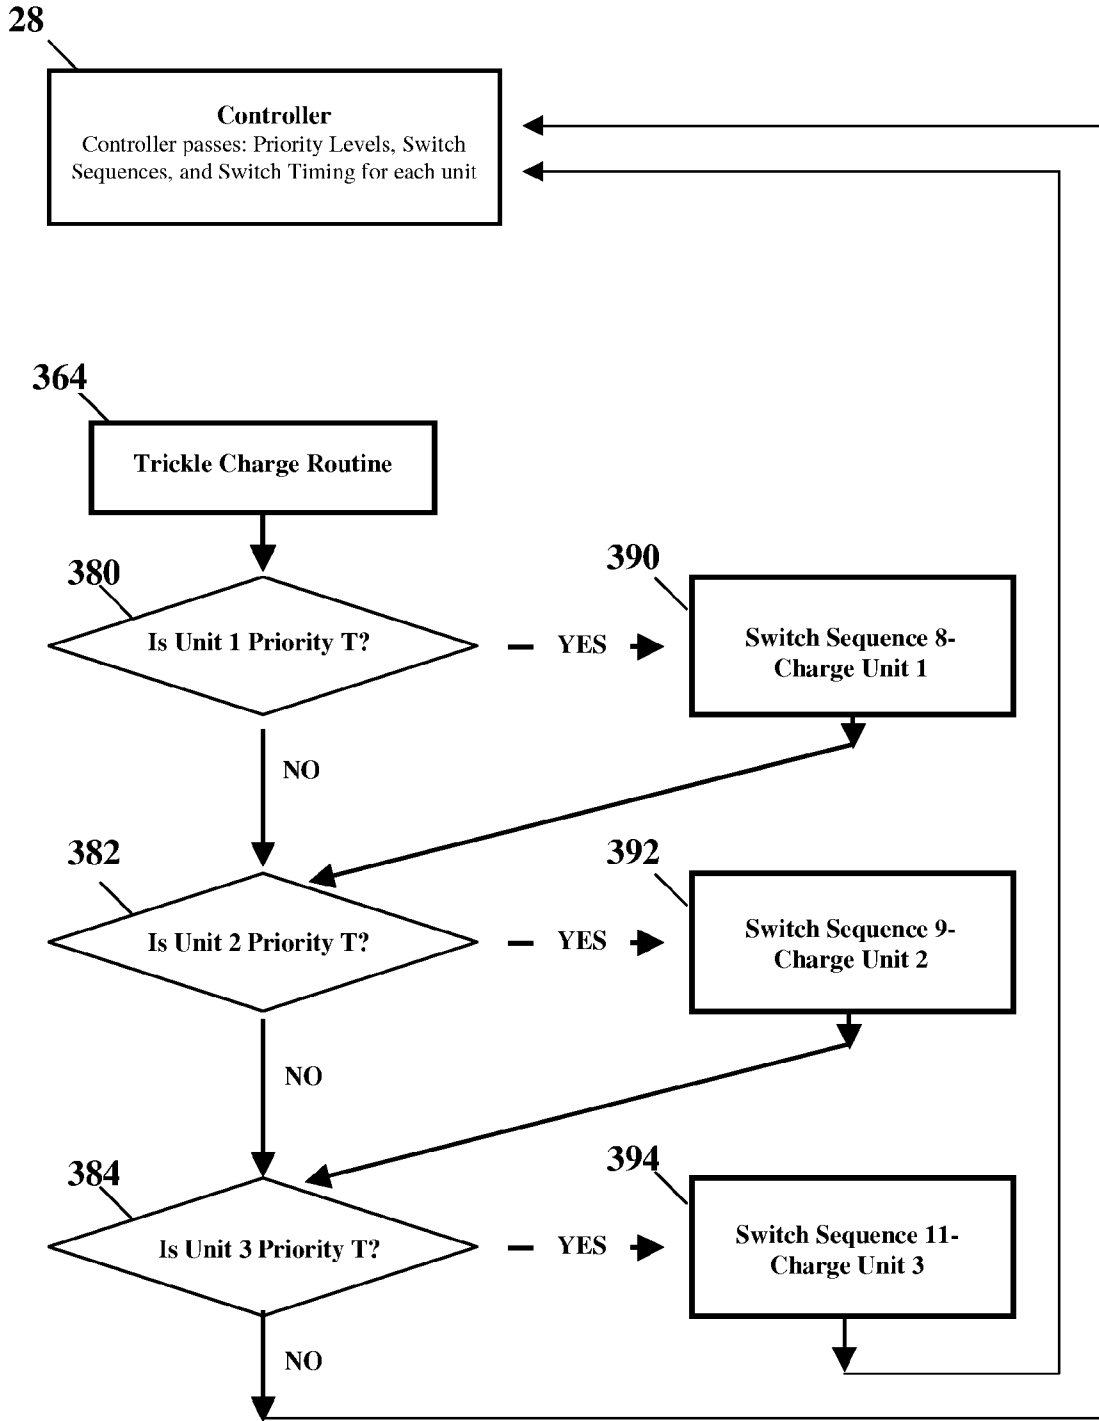 28
Controller
Controller passes: Priority Levels, Switch
Sequences, and Switch Timing for each unit
364
Trickle Charge Routine
380
Is Unit 1 Priority T?
YES
390
Switch Sequence 8-
Charge Unit 1
NO
382
Is Unit 2 Priority T?
YES
392
Switch Sequence 9-
Charge Unit 2
NO
384
Is Unit 3 Priority T?
YES
394
Switch Sequence 11-
Charge Unit 3
NO